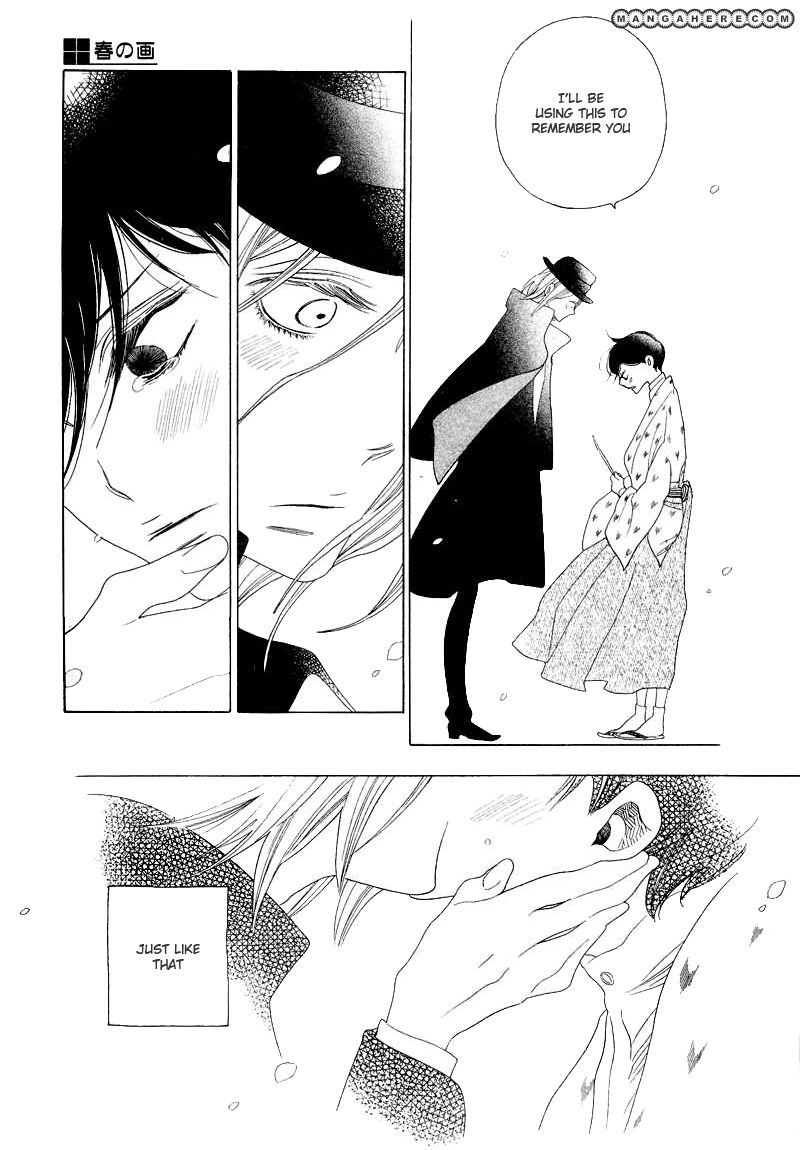 MANGAHERE.COM
春の画
I'LL BE
USING THIS TO
REMEMBER YOU
JUST LIKE
THAT